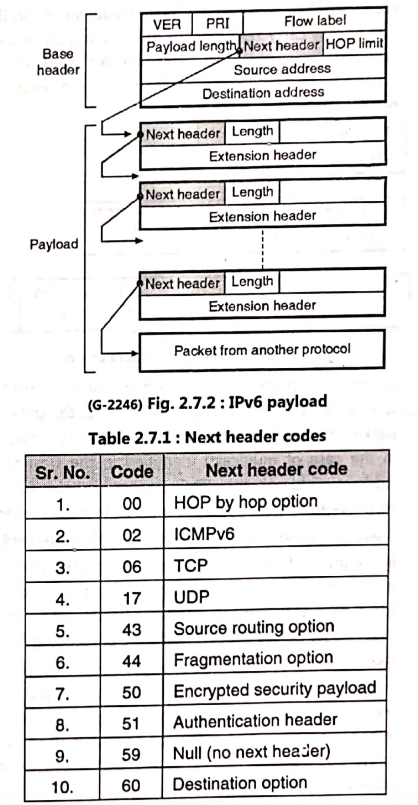 VER PRI Flow label
Base header
Payload length Next header HOP limit
Source address
Destination address
Next header Length
Extension header
Next header Length
Extension header
Payload
Next header Length
Extension header
Packet from another protocol
(G-2246) Fig. 2.7.2 : IPv6 payload
Table 2.7.1 : Next header codes
Sr. No. Code Next header code
1. 00 HOP by hop option
2. 02 ICMPv6
3. 06 TCP
4. 17 UDP
5. 43 Source routing option
6. 44 Fragmentation option
7. 50 Encrypted security payload
8. 51 Authentication header
9. 59 Null (no next header)
10. 60 Destination option